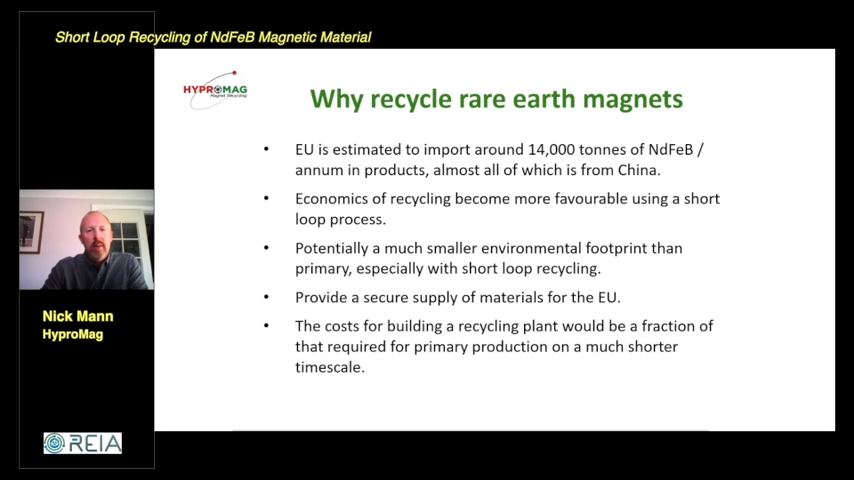 Short Loop Recycling of NdFeB Magnetic Material
HYPROMAG
Magnet Recycling
Why recycle rare earth magnets
• EU is estimated to import around 14,000 tonnes of NdFeB /
annum in products, almost all of which is from China.
• Economics of recycling become more favourable using a short
loop process.
• Potentially a much smaller environmental footprint than
primary, especially with short loop recycling.
• Provide a secure supply of materials for the EU.
• The costs for building a recycling plant would be a fraction of
that required for primary production on a much shorter
timescale.
Nick Mann
HyproMag
REIA